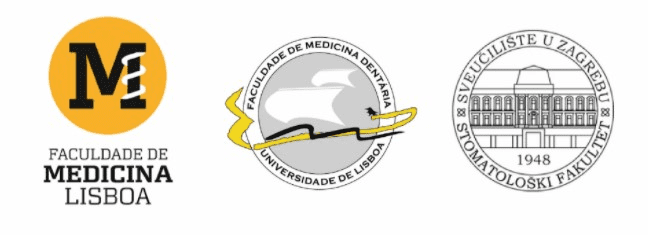 M
FACULDADE DE
MEDICINA
LISBOA
FACULDADE DE MEDICINA DENTÁRIA
UNIVERSIDADE DE LISBOA
SVEUČILIŠTE U ZAGREBU
STOMATOLOŠKI FAKULTET
1948